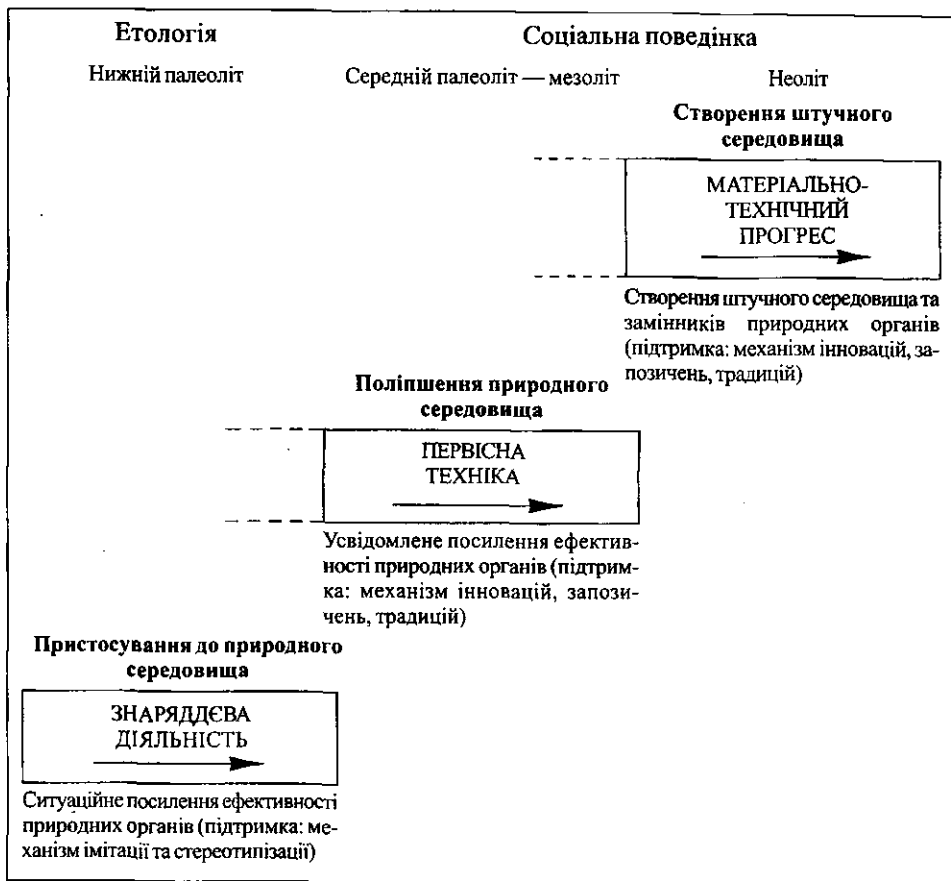 Етологія
Соціальна поведінка
Нижній палеоліт
Середній палеоліт — мезоліт
Неоліт
Створення штучного
середовища
МАТЕРІАЛЬНО-
ТЕХНІЧНИЙ
ПРОГРЕС
Створення штучного середовища та
замінників природних органів
(підтримка: механізм інновацій, за-
позичень, традицій)
Поліпшення природного
середовища
ПЕРВІСНА
ТЕХНІКА
Усвідомлене посилення ефектив-
ності природних органів (підтрим-
ка: механізм інновацій, запози-
чень, традицій)
Пристосування до природного
середовища
ЗНАРЯДДЄВА
ДІЯЛЬНІСТЬ
Ситуаційне посилення ефективності
природних органів (підтримка: ме-
ханізм імітації та стереотипізації)